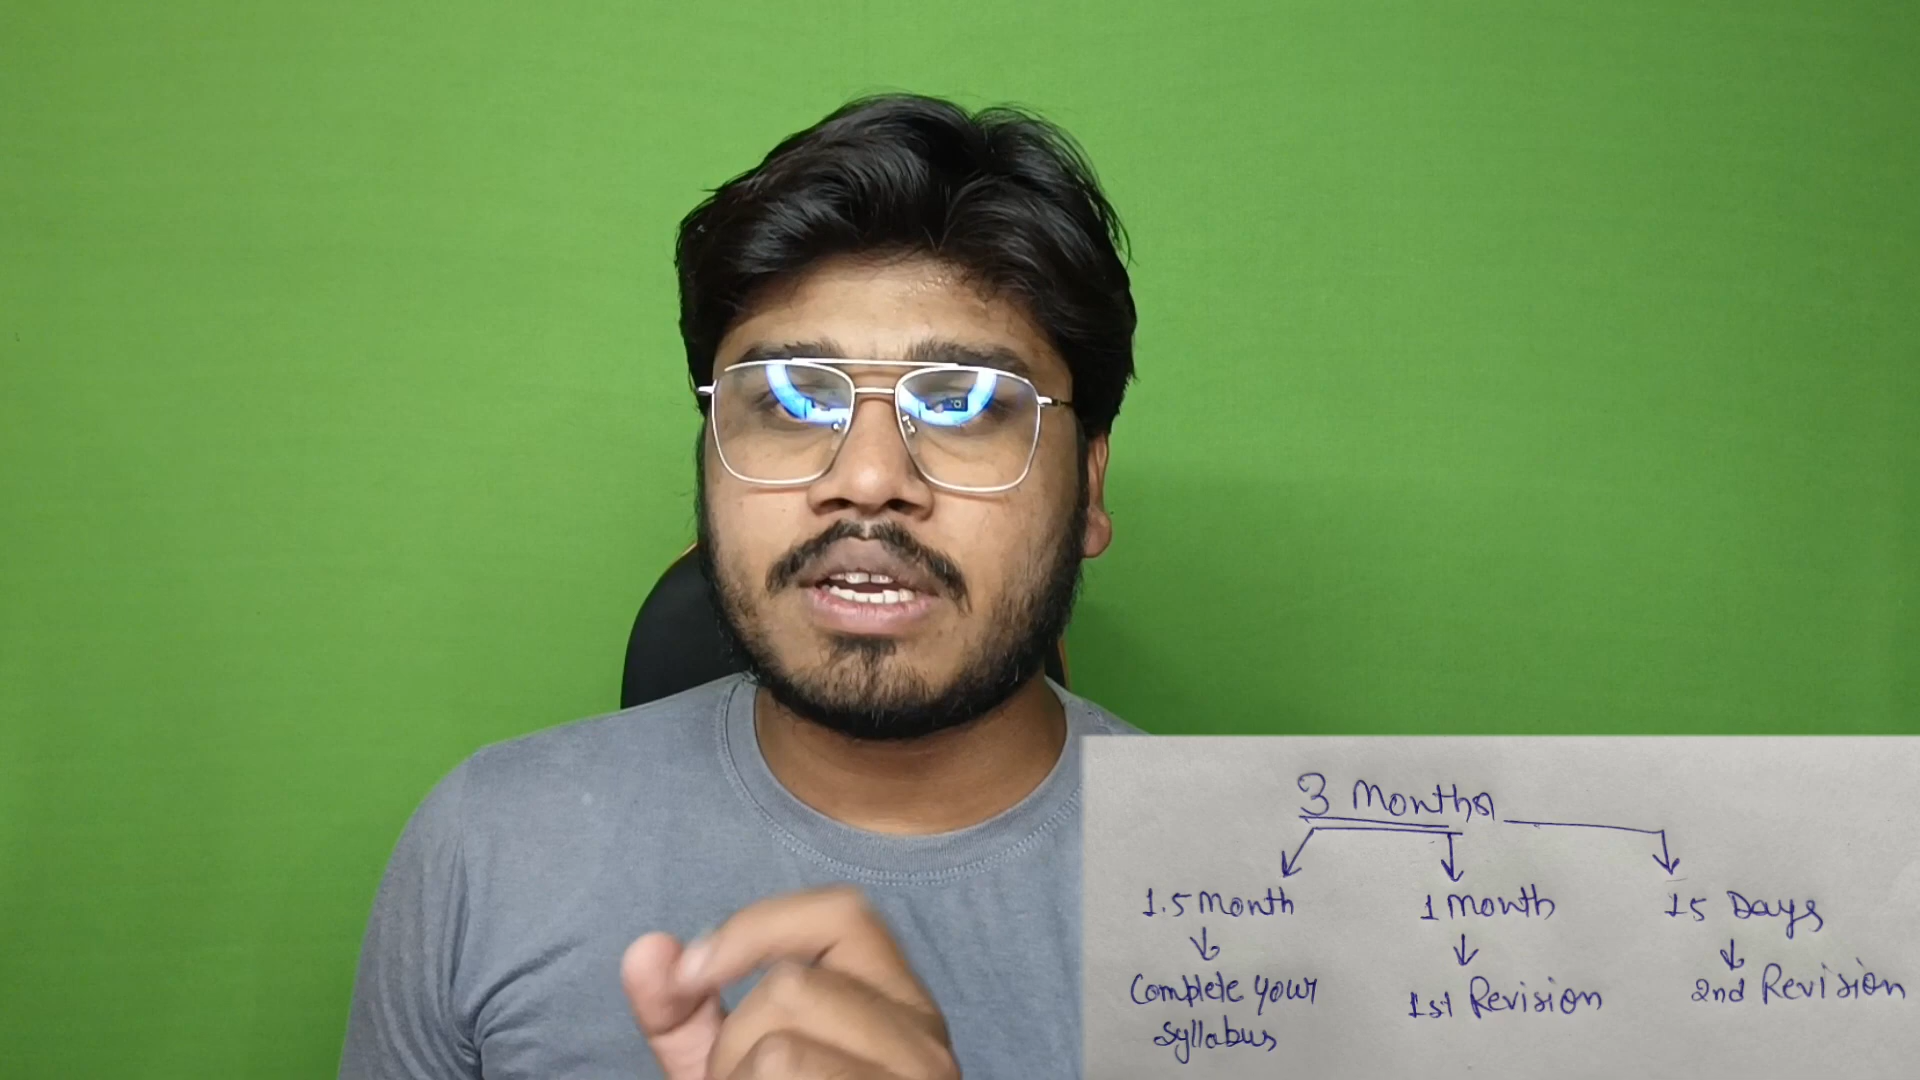 3 Months
1.5 Month
1 Month
15 Days
Complete your
syllabus
1st Revision
2nd Revision